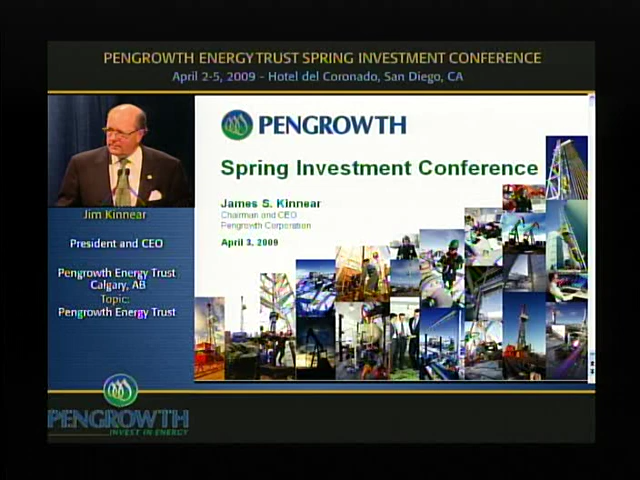 PENGROWTH ENERGY TRUST SPRING INVESTMENT CONFERENCE
April 2-5, 2009 - Hotel del Coronado, San Diego, CA
PENGROWTH
Spring Investment Conference
James S. Kinnear
Chairman and CEO
Pengrowth Corporation
April 3, 2009
Jim Kinnear
President and CEO
Pengrowth Energy Trust
Calgary, AB
Topic:
Pengrowth Energy Trust
PENGROWTH
INVEST IN ENERGY